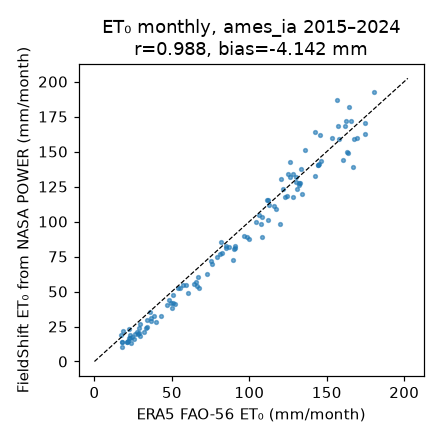 ET₀ monthly, ames_ia 2015–2024
r=0.988, bias=-4.142 mm
FieldShift ET₀ from NASA POWER (mm/month)
200
175
150
125
100
75
50
25
0
0 50 100 150 200
ERA5 FAO-56 ET₀ (mm/month)